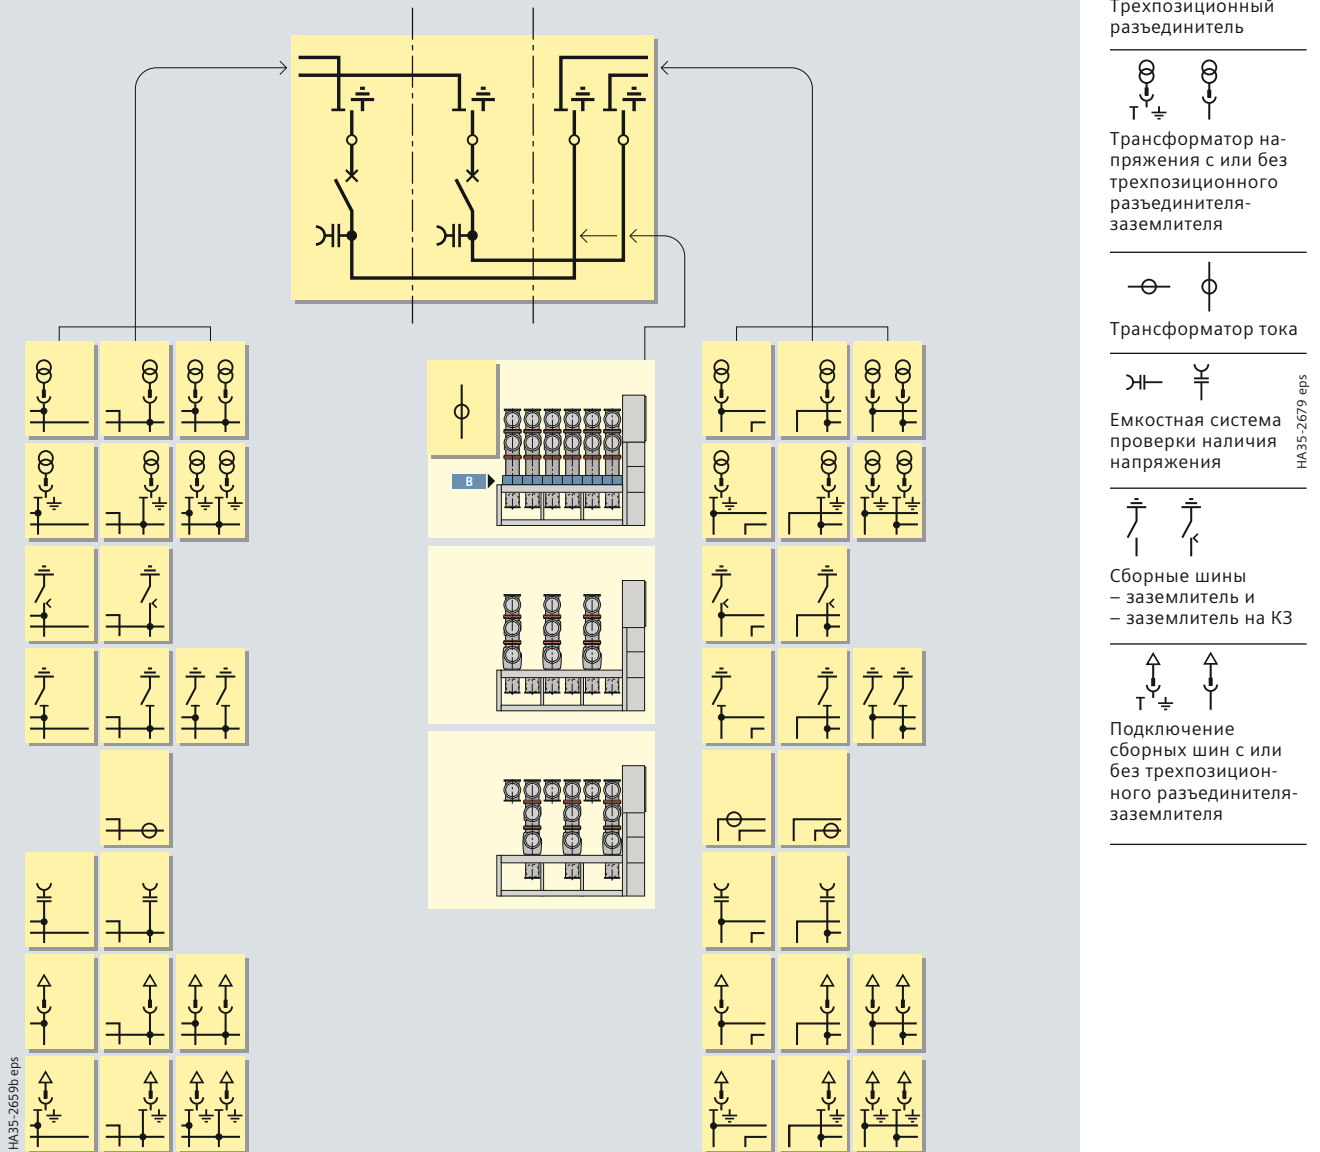 Трехпозиционный
разъединитель
Трансформатор на-
пряжения с или без
трехпозиционного
разъединителя-
заземлителя
Трансформатор тока
Емкостная система
проверки наличия
напряжения
HA35-2679 eps
Сборные шины
– заземлитель и
– заземлитель на КЗ
Подключение
сборных шин с или
без трехпозицион-
ного разъединителя-
заземлителя
B
HA35-2659b eps